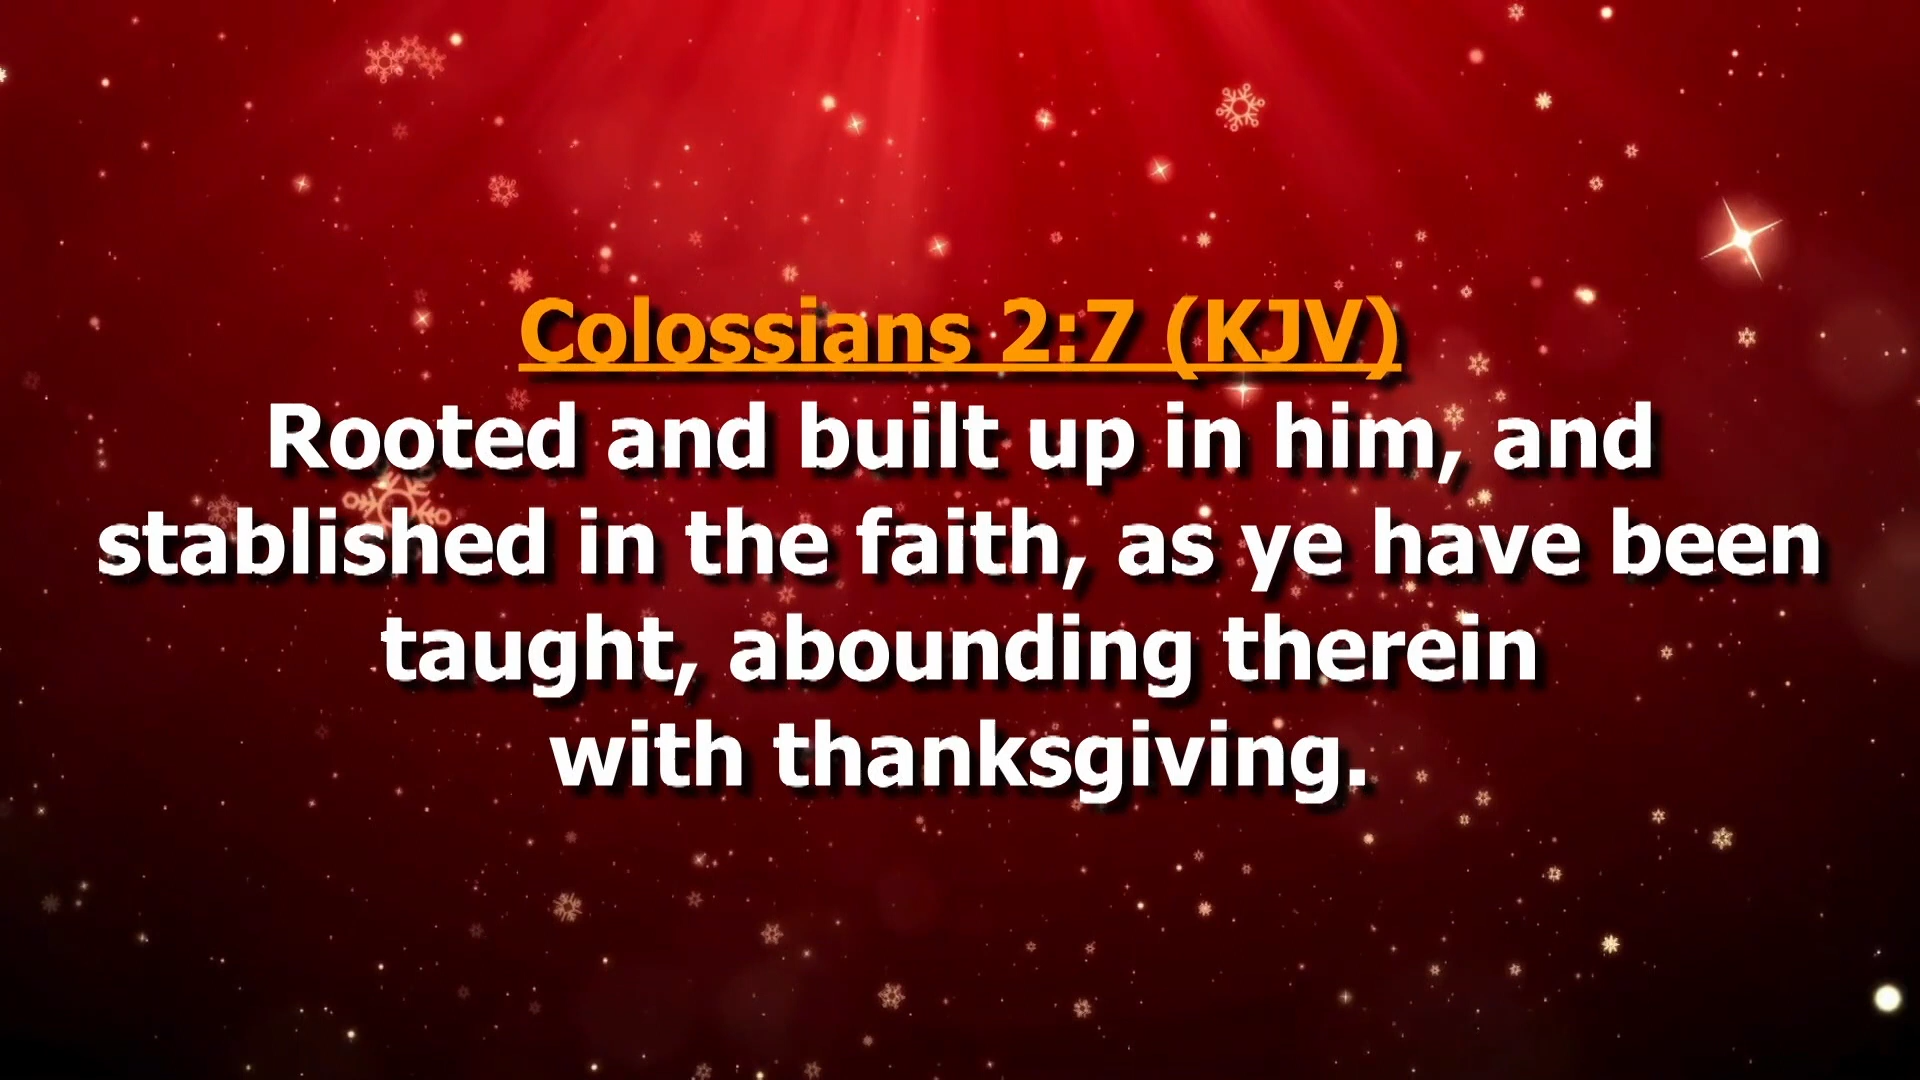 Colossians 2:7 (KJV)
Rooted and built up in him, and
stablished in the faith, as ye have been
taught, abounding therein
with thanksgiving.